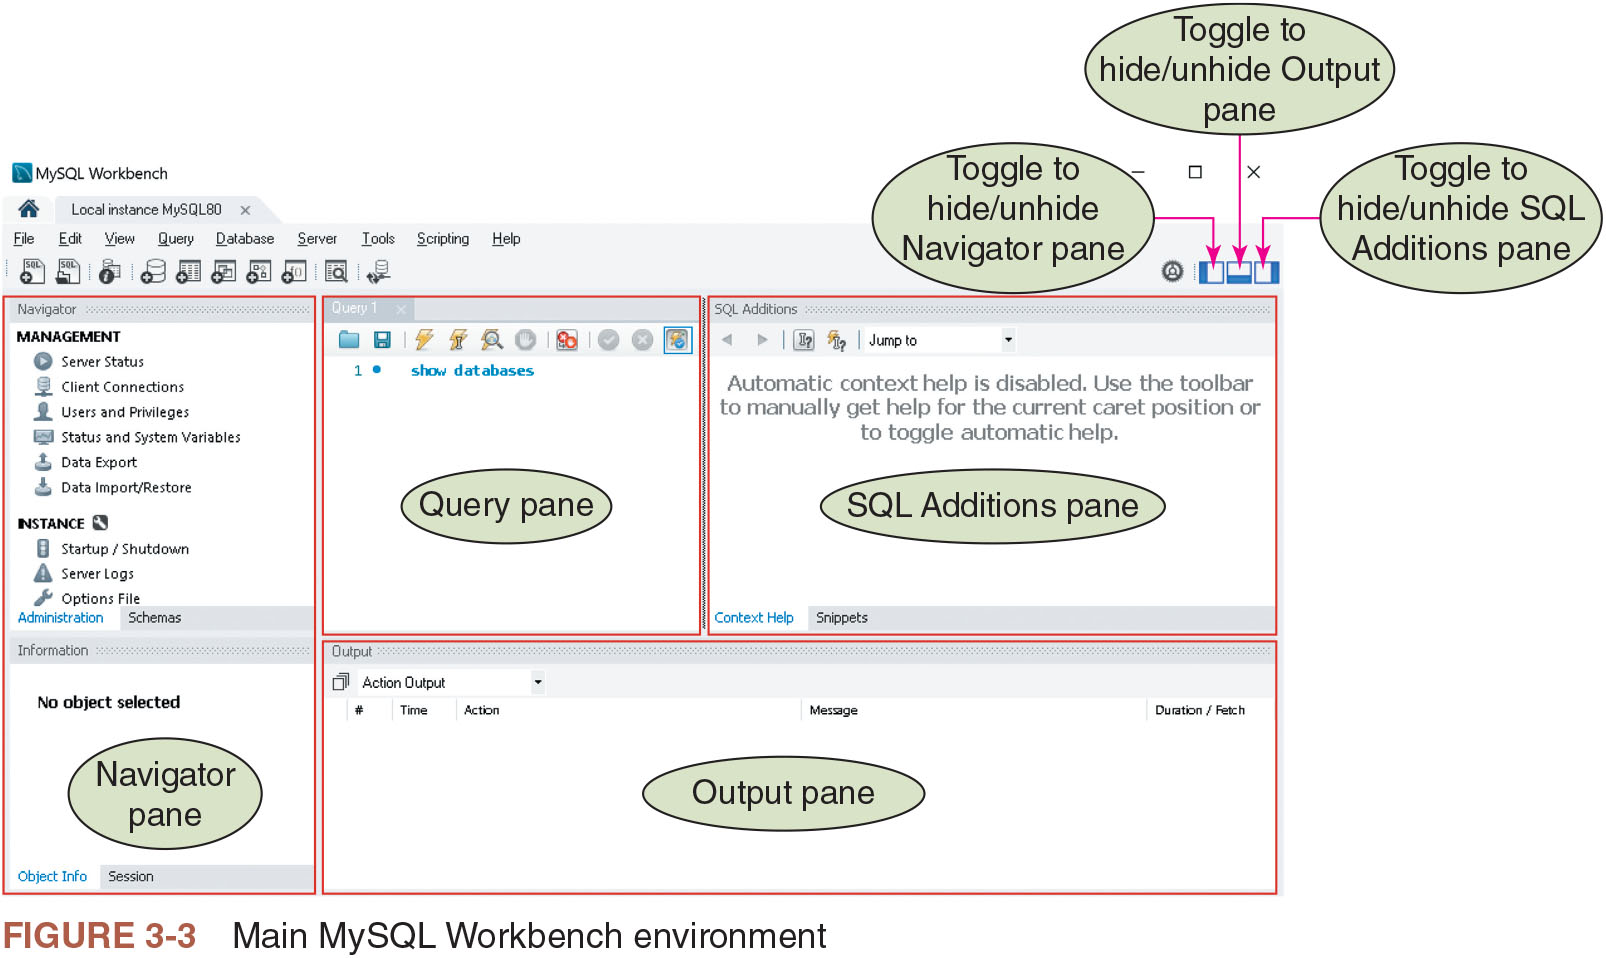 Toggle to
hide/unhide Output
pane
Toggle to
hide/unhide
Navigator pane
Toggle to
hide/unhide SQL
Additions pane
MySQL Workbench
Local instance MySQL80
File Edit View Query Database Server Tools Scripting Help
SQL SQL
Navigator
MANAGEMENT
Server Status
Client Connections
Users and Privileges
Status and System Variables
Data Export
Data Import/Restore
INSTANCE
Startup / Shutdown
Server Logs
Options File
Administration Schemas
Information
No object selected
Navigator
pane
Object Info Session
Query 1
1 show databases
Query pane
SQL Additions
Jump to
Automatic context help is disabled. Use the toolbar
to manually get help for the current caret position or
to toggle automatic help.
SQL Additions pane
Context Help Snippets
Output
Action Output
# Time Action Message Duration / Fetch
Output pane
FIGURE 3-3 Main MySQL Workbench environment